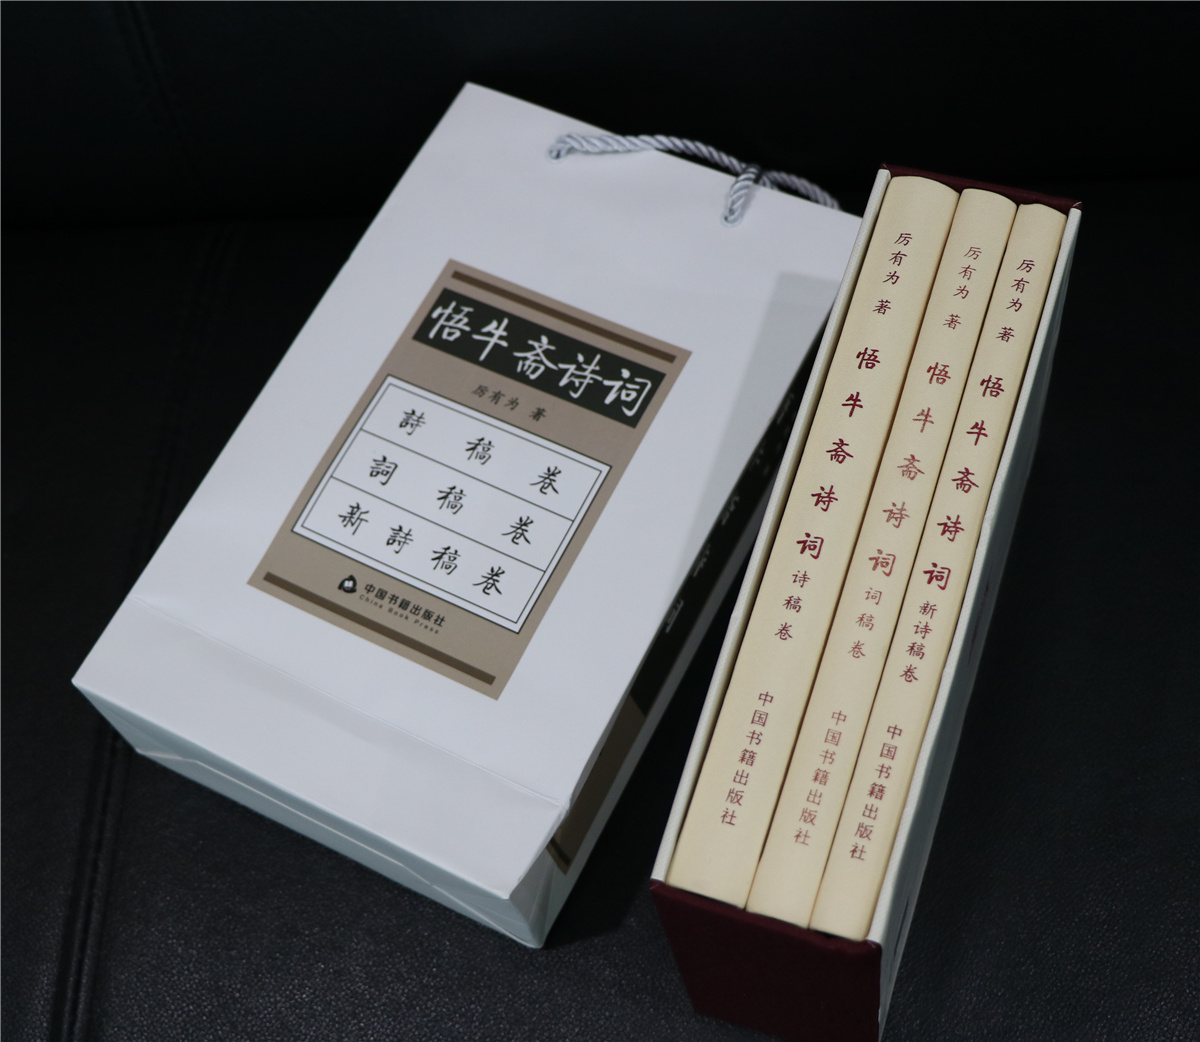 悟牛斋诗词
厉有为 著
詩稿卷
詞稿卷
新詩稿卷
中国书籍出版社
China Book Press
厉有为 著 悟牛斋诗词 诗稿卷 中国书籍出版社
厉有为 著 悟牛斋诗词 词稿卷 中国书籍出版社
厉有为 著 悟牛斋诗词 新诗稿卷 中国书籍出版社